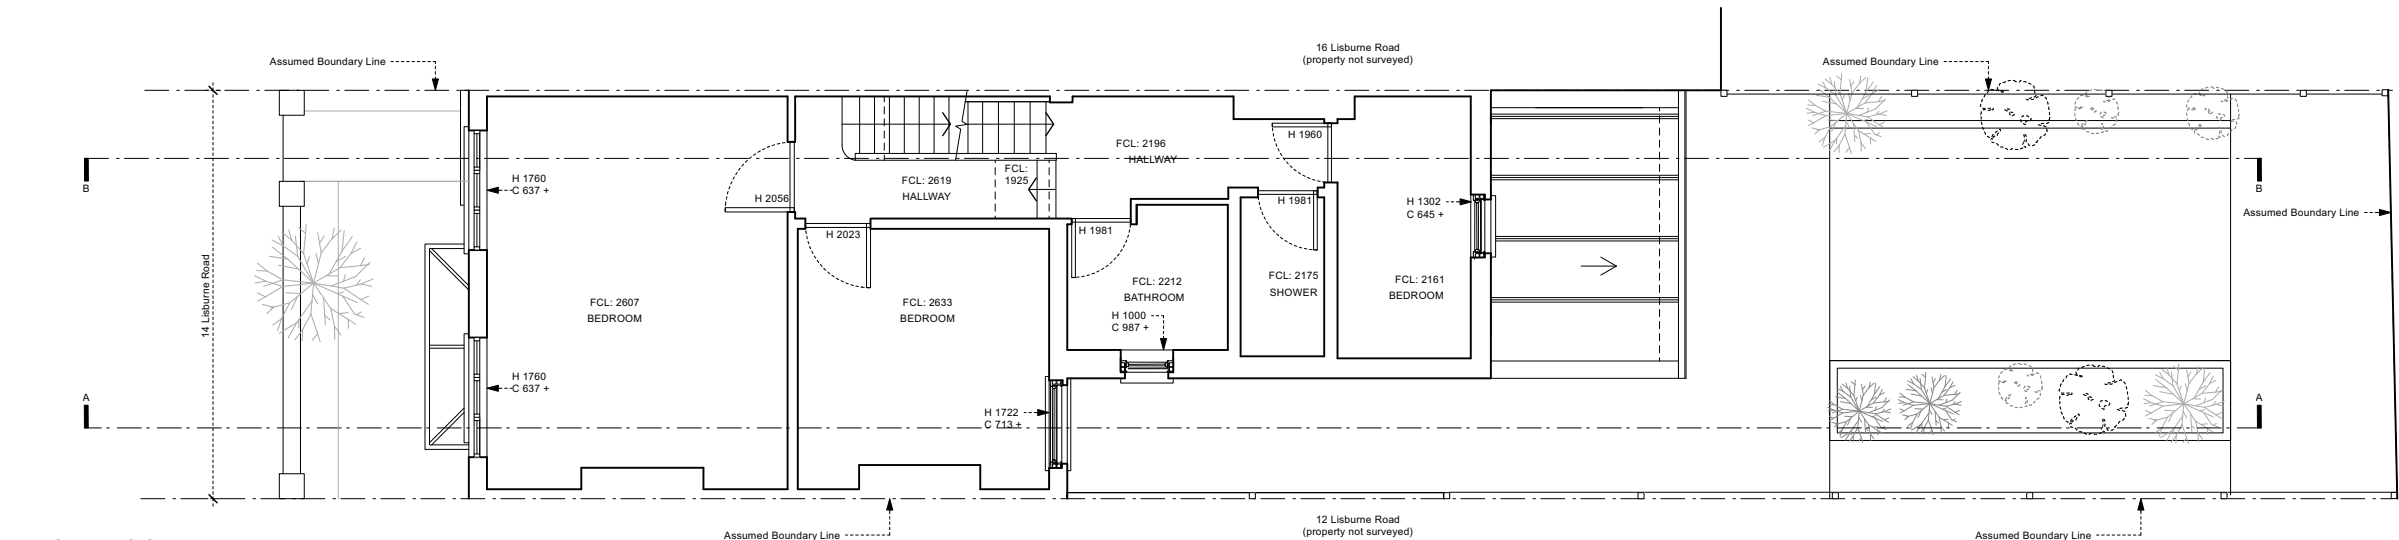 16 Lisburne Road
(property not surveyed)
Assumed Boundary Line
Assumed Boundary Line
H 1960
FCL: 2196
HALLWAY
B
H 1760
C 637 +
FCL: 2619
HALLWAY
FCL:
1925
B
H 2056
H 1981
H 1302
C 645 +
Assumed Boundary Line
H 2023
H 1981
14 Lisburne Road
FCL: 2607
BEDROOM
FCL: 2633
BEDROOM
FCL: 2212
BATHROOM
FCL: 2175
SHOWER
FCL: 2161
BEDROOM
H 1000
C 987 +
H 1760
C 637 +
A
A
H 1722
C 713 +
12 Lisburne Road
(property not surveyed)
Assumed Boundary Line
Assumed Boundary Line